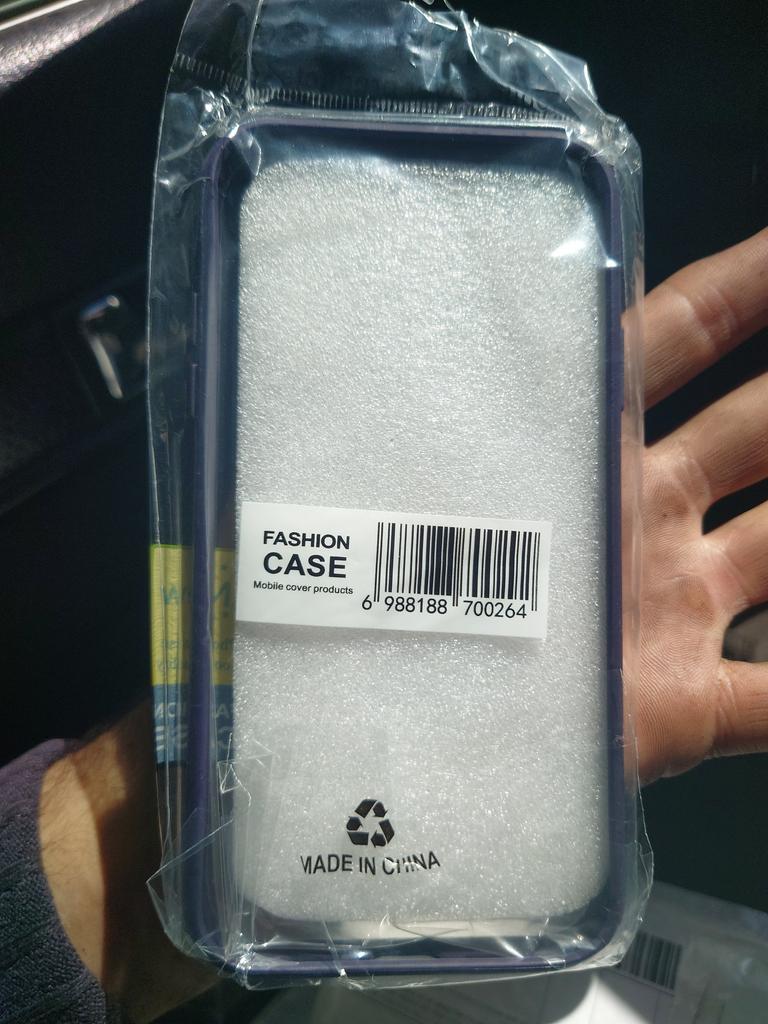 FASHION
CASE
Mobile cover products
6 988188 700264
MADE IN CHINA